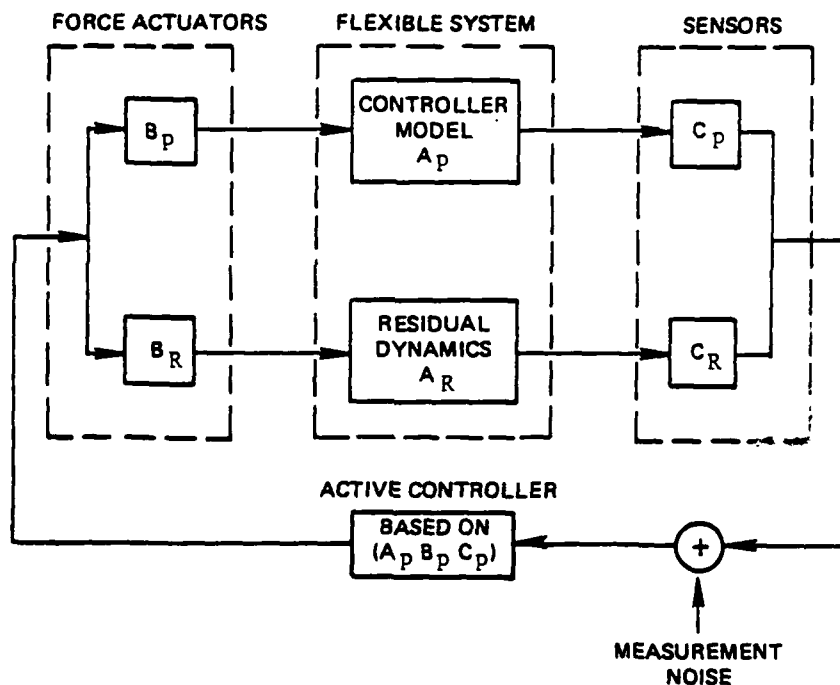 FORCE ACTUATORS
FLEXIBLE SYSTEM
SENSORS
Bp
CONTROLLER
MODEL
Ap
Cp
BR
RESIDUAL
DYNAMICS
AR
CR
ACTIVE CONTROLLER
BASED ON
(Ap Bp Cp)
+
MEASUREMENT
NOISE